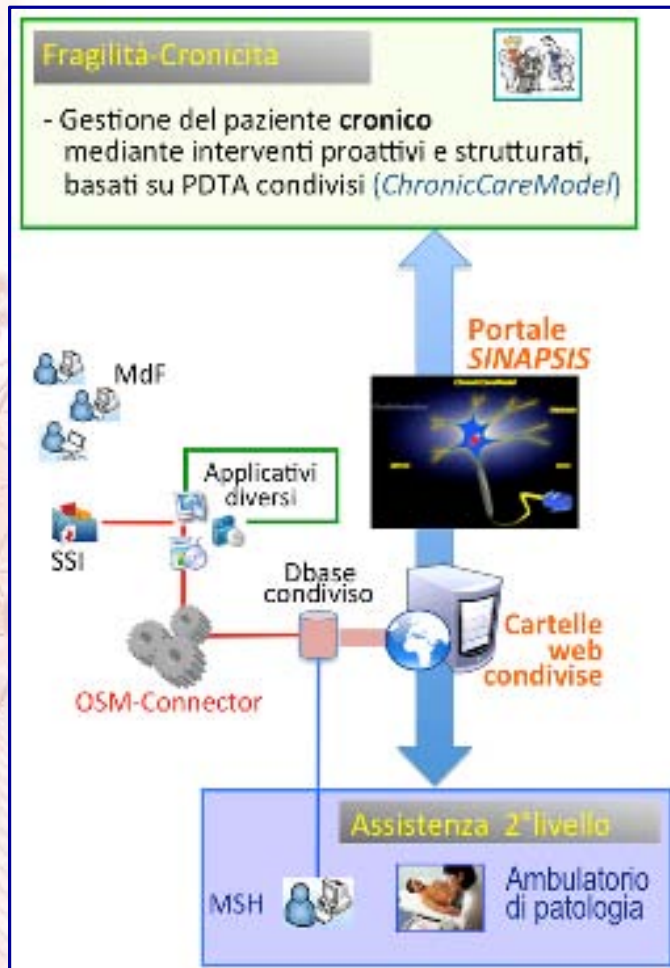 Fragilità-Cronicità
- Gestione del paziente cronico
mediante interventi proattivi e strutturati,
basati su PDTA condivisi (ChronicCareModel)
Portale
SINAPSIS
MdF
Applicativi
diversi
SSI
Dbase
condiviso
Cartelle
web
condivise
OSM-Connector
Assistenza 2°livello
MSH
Ambulatorio
di patologia